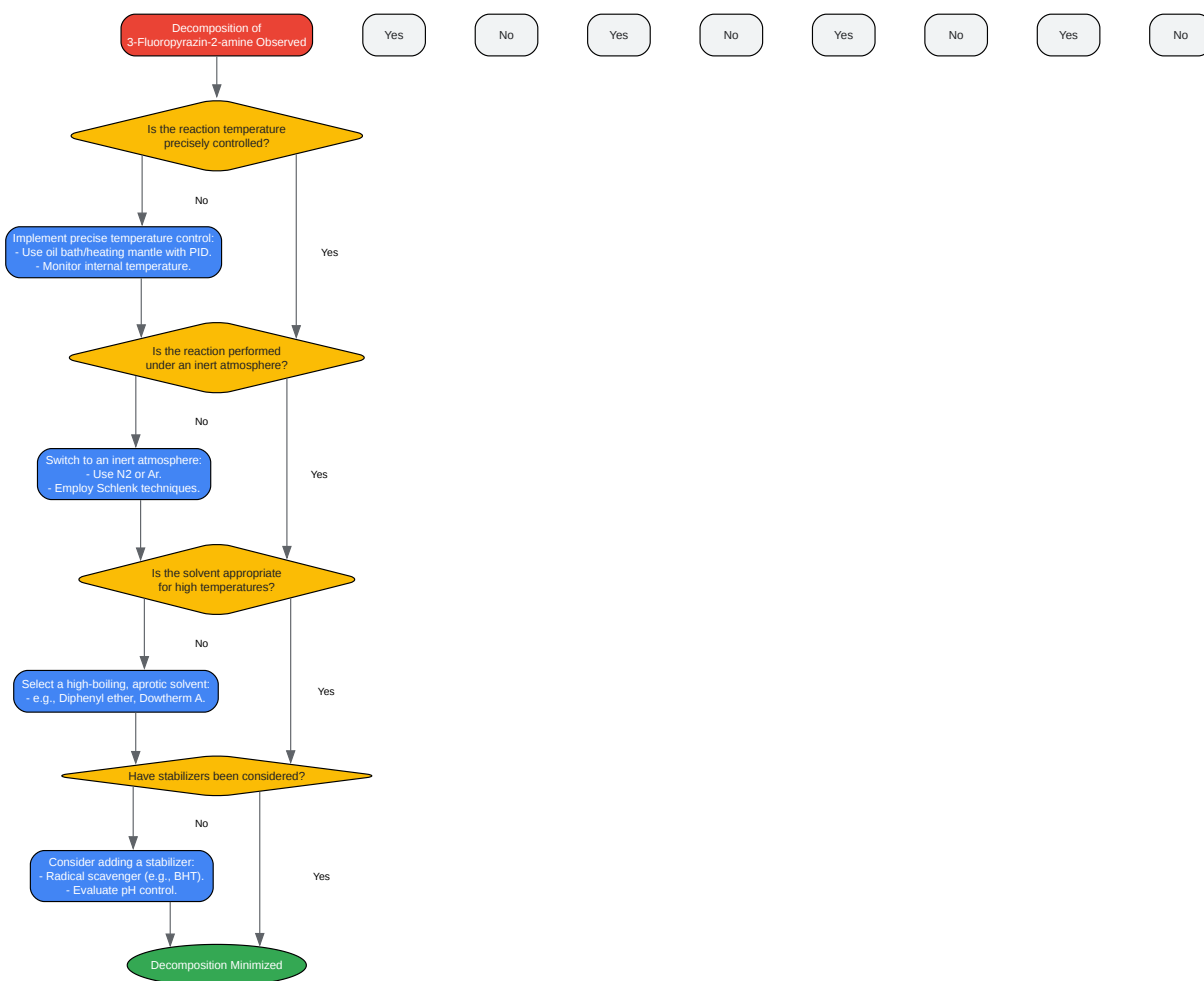 Decomposition of
3-Fluoropyrazin-2-amine Observed
Yes
No
Yes
No
Yes
No
Yes
No
Is the reaction temperature
precisely controlled?
No
Implement precise temperature control:
- Use oil bath/heating mantle with PID.
- Monitor internal temperature.
Yes
Is the reaction performed
under an inert atmosphere?
No
Switch to an inert atmosphere:
- Use N2 or Ar.
- Employ Schlenk techniques.
Yes
Is the solvent appropriate
for high temperatures?
No
Select a high-boiling, aprotic solvent:
- e.g., Diphenyl ether, Dowtherm A.
Yes
Have stabilizers been considered?
No
Consider adding a stabilizer:
- Radical scavenger (e.g., BHT).
- Evaluate pH control.
Yes
Decomposition Minimized